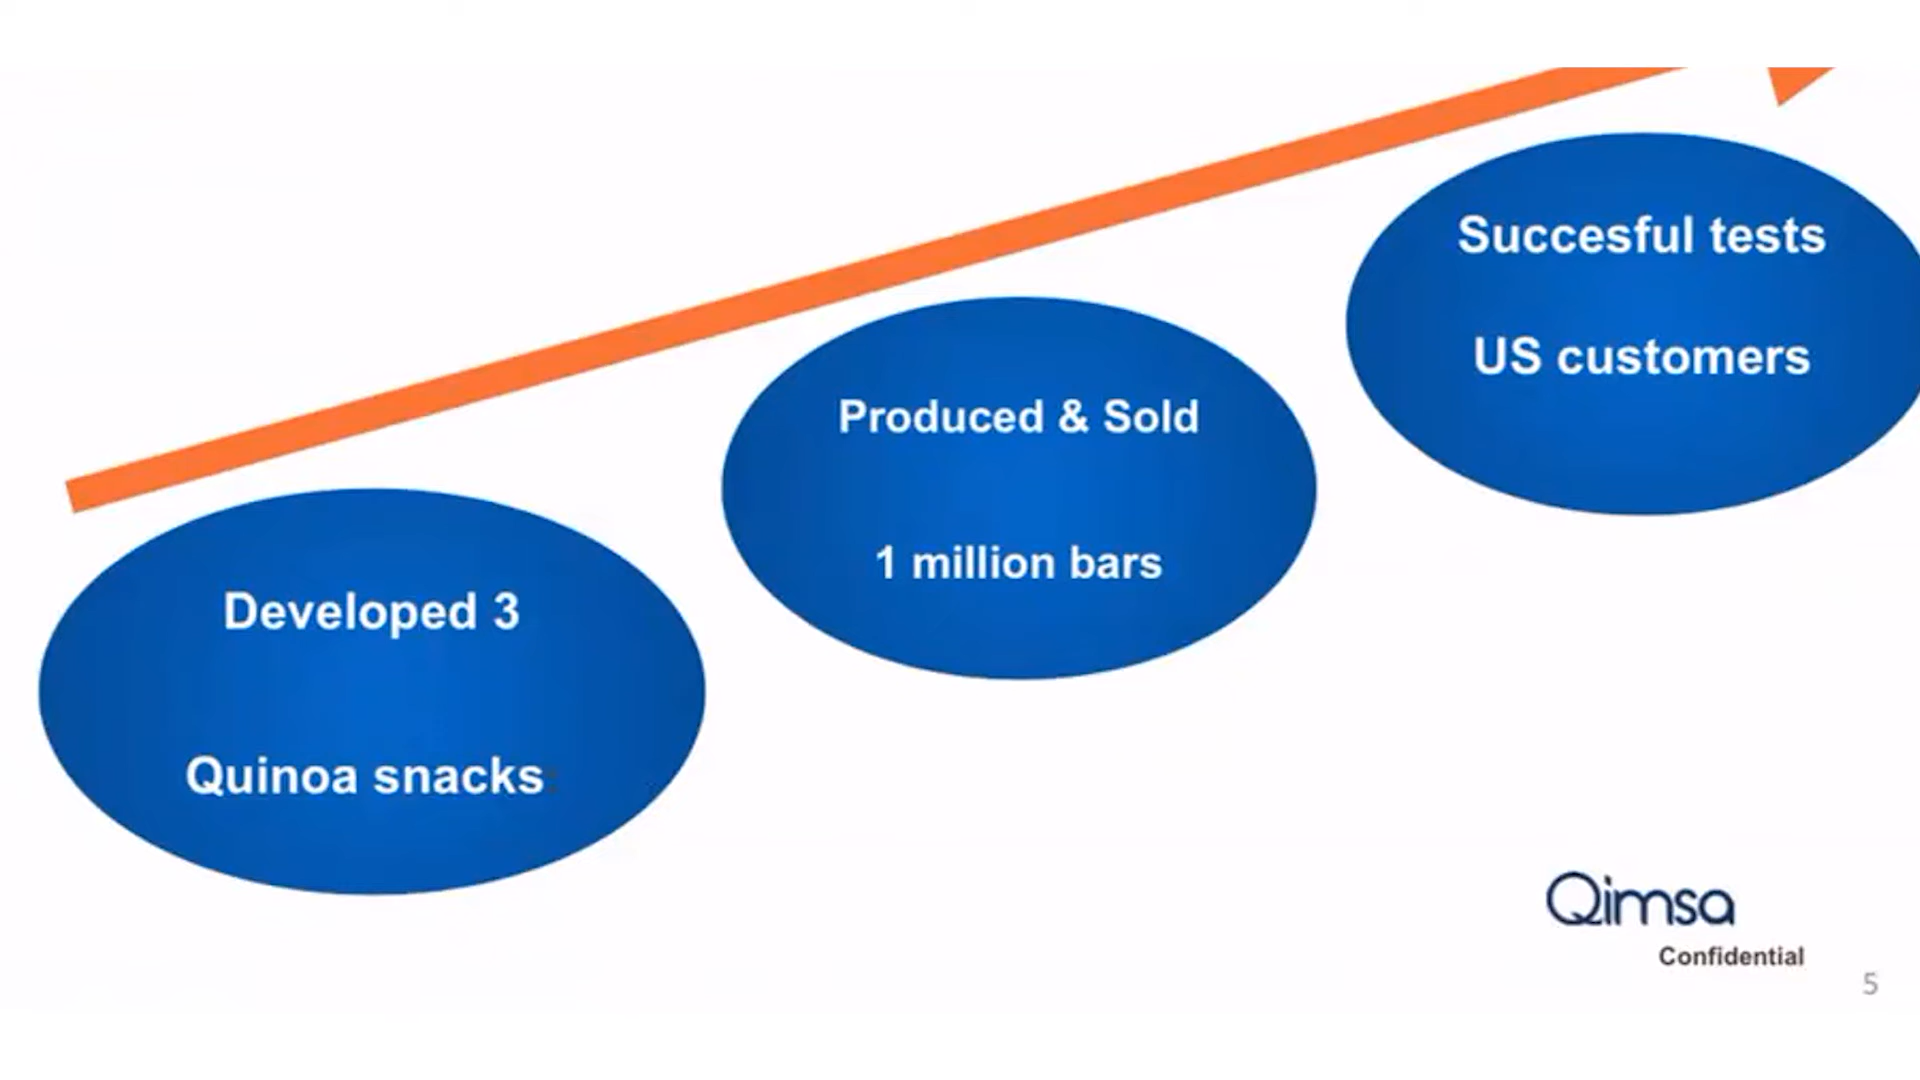 Succesful tests
US customers
Produced & Sold
1 million bars
Developed 3
Quinoa snacks
Qimsa
Confidential
5